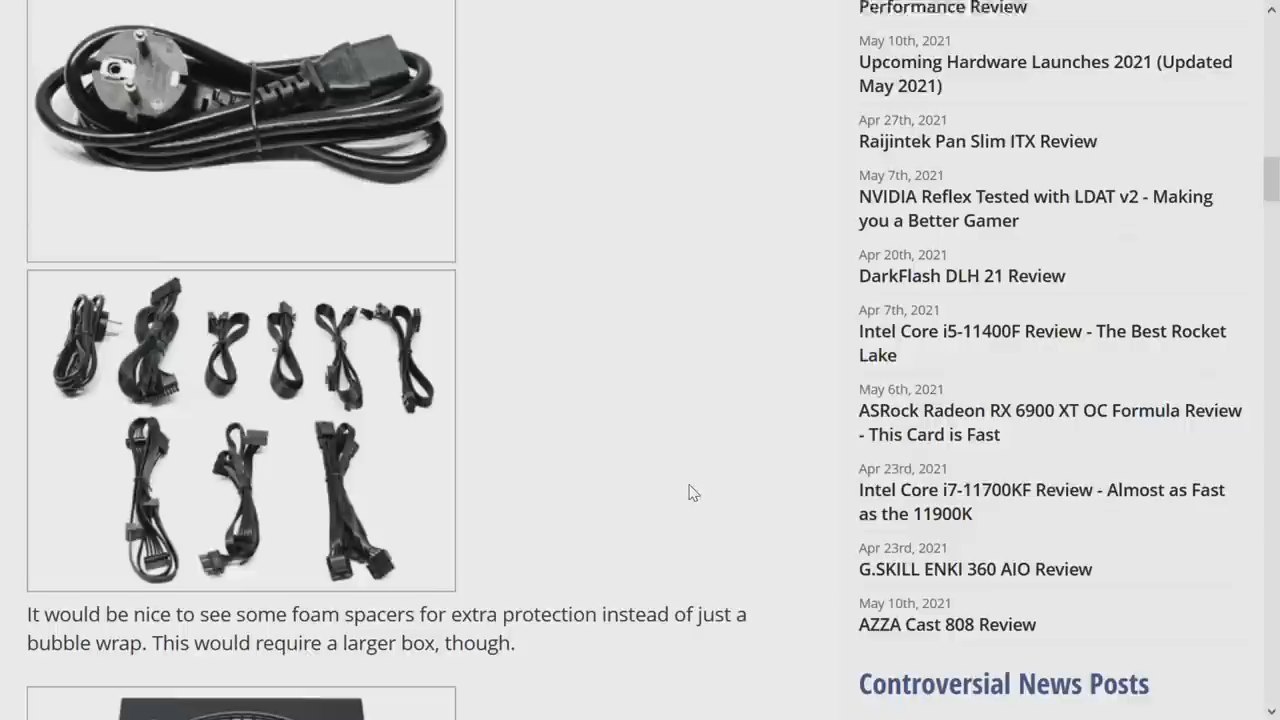 Performance Review
May 10th, 2021
Upcoming Hardware Launches 2021 (Updated
May 2021)
Apr 27th, 2021
Raijintek Pan Slim ITX Review
May 7th, 2021
NVIDIA Reflex Tested with LDAT v2 - Making
you a Better Gamer
Apr 20th, 2021
DarkFlash DLH 21 Review
Apr 7th, 2021
Intel Core i5-11400F Review - The Best Rocket
Lake
May 6th, 2021
ASRock Radeon RX 6900 XT OC Formula Review
- This Card is Fast
Apr 23rd, 2021
Intel Core i7-11700KF Review - Almost as Fast
as the 11900K
Apr 23rd, 2021
G.SKILL ENKI 360 AIO Review
May 10th, 2021
AZZA Cast 808 Review
Controversial News Posts
It would be nice to see some foam spacers for extra protection instead of just a
bubble wrap. This would require a larger box, though.